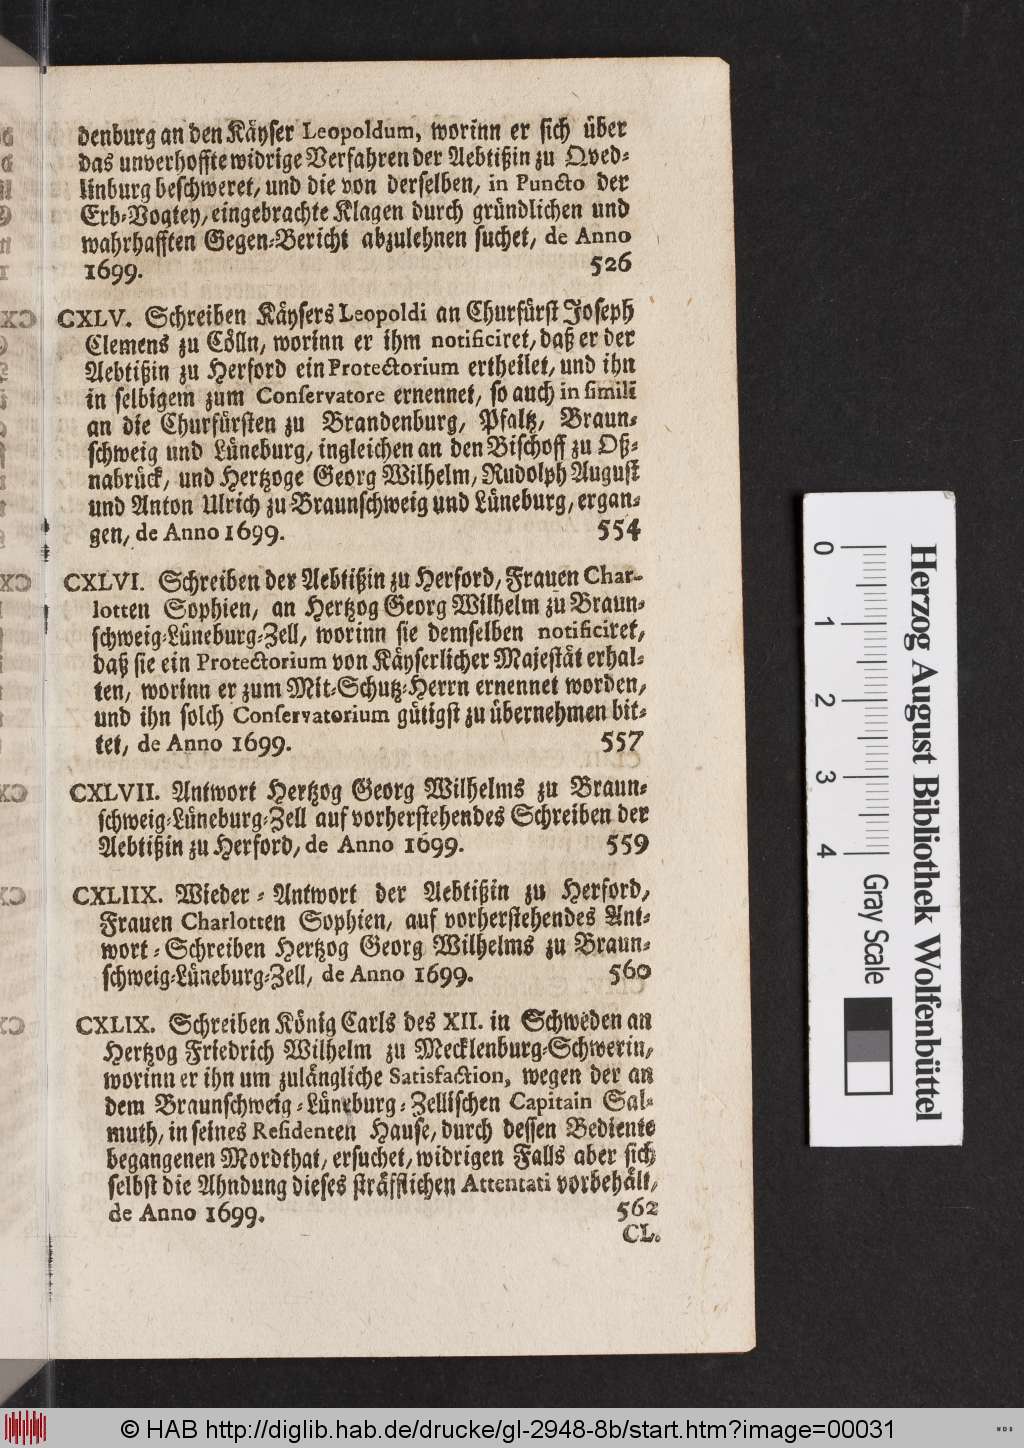 denburg an den Käyser Leopoldum, worinn er sich über
das unverhoffte widrige Verfahren der Aebtißin zu Qved-
linburg beschweret, und die von derselben, in Puncto der
Erb-Vogtey, eingebrachte Klagen durch gründlichen und
wahrhafften Gegen-Bericht abzulehnen suchet, de Anno
1699. 526
CXLV. Schreiben Käysers Leopoldi an Churfürst Joseph
Clemens zu Cölln, worinn er ihm notificiret, daß er der
Aebtißin zu Herford ein Protectorium ertheilet, und ihn
in selbigem zum Conservatore ernennet, so auch in simili
an die Churfürsten zu Brandenburg, Pfaltz, Braun-
schweig und Lüneburg, ingleichen an den Bischoff zu Oß-
nabrück, und Hertzoge Georg Wilhelm, Rudolph August
und Anton Ulrich zu Braunschweig und Lüneburg, ergan-
gen, de Anno 1699. 554
CXLVI. Schreiben der Aebtißin zu Herford, Frauen Char-
lotten Sophien, an Hertzog Georg Wilhelm zu Braun-
schweig-Lüneburg-Zell, worinn sie demselben notificiret,
daß sie ein Protectorium von Käyserlicher Majestät erhal-
ten, worinn er zum Mit-Schutz-Herrn ernennet worden,
und ihn solch Conservatorium gütigst zu übernehmen bit-
tet, de Anno 1699. 557
CXLVII. Antwort Hertzog Georg Wilhelms zu Braun-
schweig-Lüneburg-Zell auf vorherstehendes Schreiben der
Aebtißin zu Herford, de Anno 1699. 559
CXLIIX. Wieder-Antwort der Aebtißin zu Herford,
Frauen Charlotten Sophien, auf vorherstehendes Ant-
wort-Schreiben Hertzog Georg Wilhelms zu Braun-
schweig-Lüneburg-Zell, de Anno 1699. 560
CXLIX. Schreiben König Carls des XII. in Schweden an
Hertzog Friedrich Wilhelm zu Mecklenburg-Schwerin,
worinn er ihn um zulängliche Satisfaction, wegen der an
dem Braunschweig-Lüneburg-Zellischen Capitain Sal-
muth, in seines Residenten Hause, durch dessen Bediente
begangenen Mordthat, ersuchet, widrigen Falls aber sich
selbst die Ahndung dieses sträfflichen Attentati vorbehält,
de Anno 1699. 562
CL.
0 1 2 3 4 Gray Scale
Herzog August Bibliothek Wolfenbüttel
© HAB http://diglib.hab.de/drucke/gl-2948-8b/start.htm?image=00031